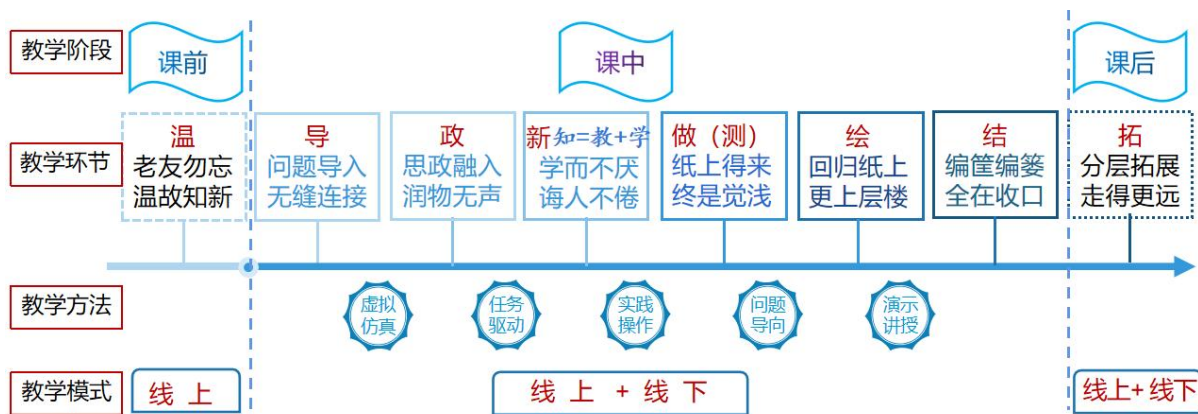 教学阶段
课前
课中
课后
教学环节
温
老友勿忘
温故知新
导
问题导入
无缝连接
政
思政融入
润物无声
新知=教+学
学而不厌
诲人不倦
做（测）
纸上得来
终是觉浅
绘
回归纸上
更上层楼
结
编筐编篓
全在收口
拓
分层拓展
走得更远
教学方法
虚拟
仿真
任务
驱动
实践
操作
问题
导向
演示
讲授
教学模式
线 上
线 上 + 线 下
线上+ 线下